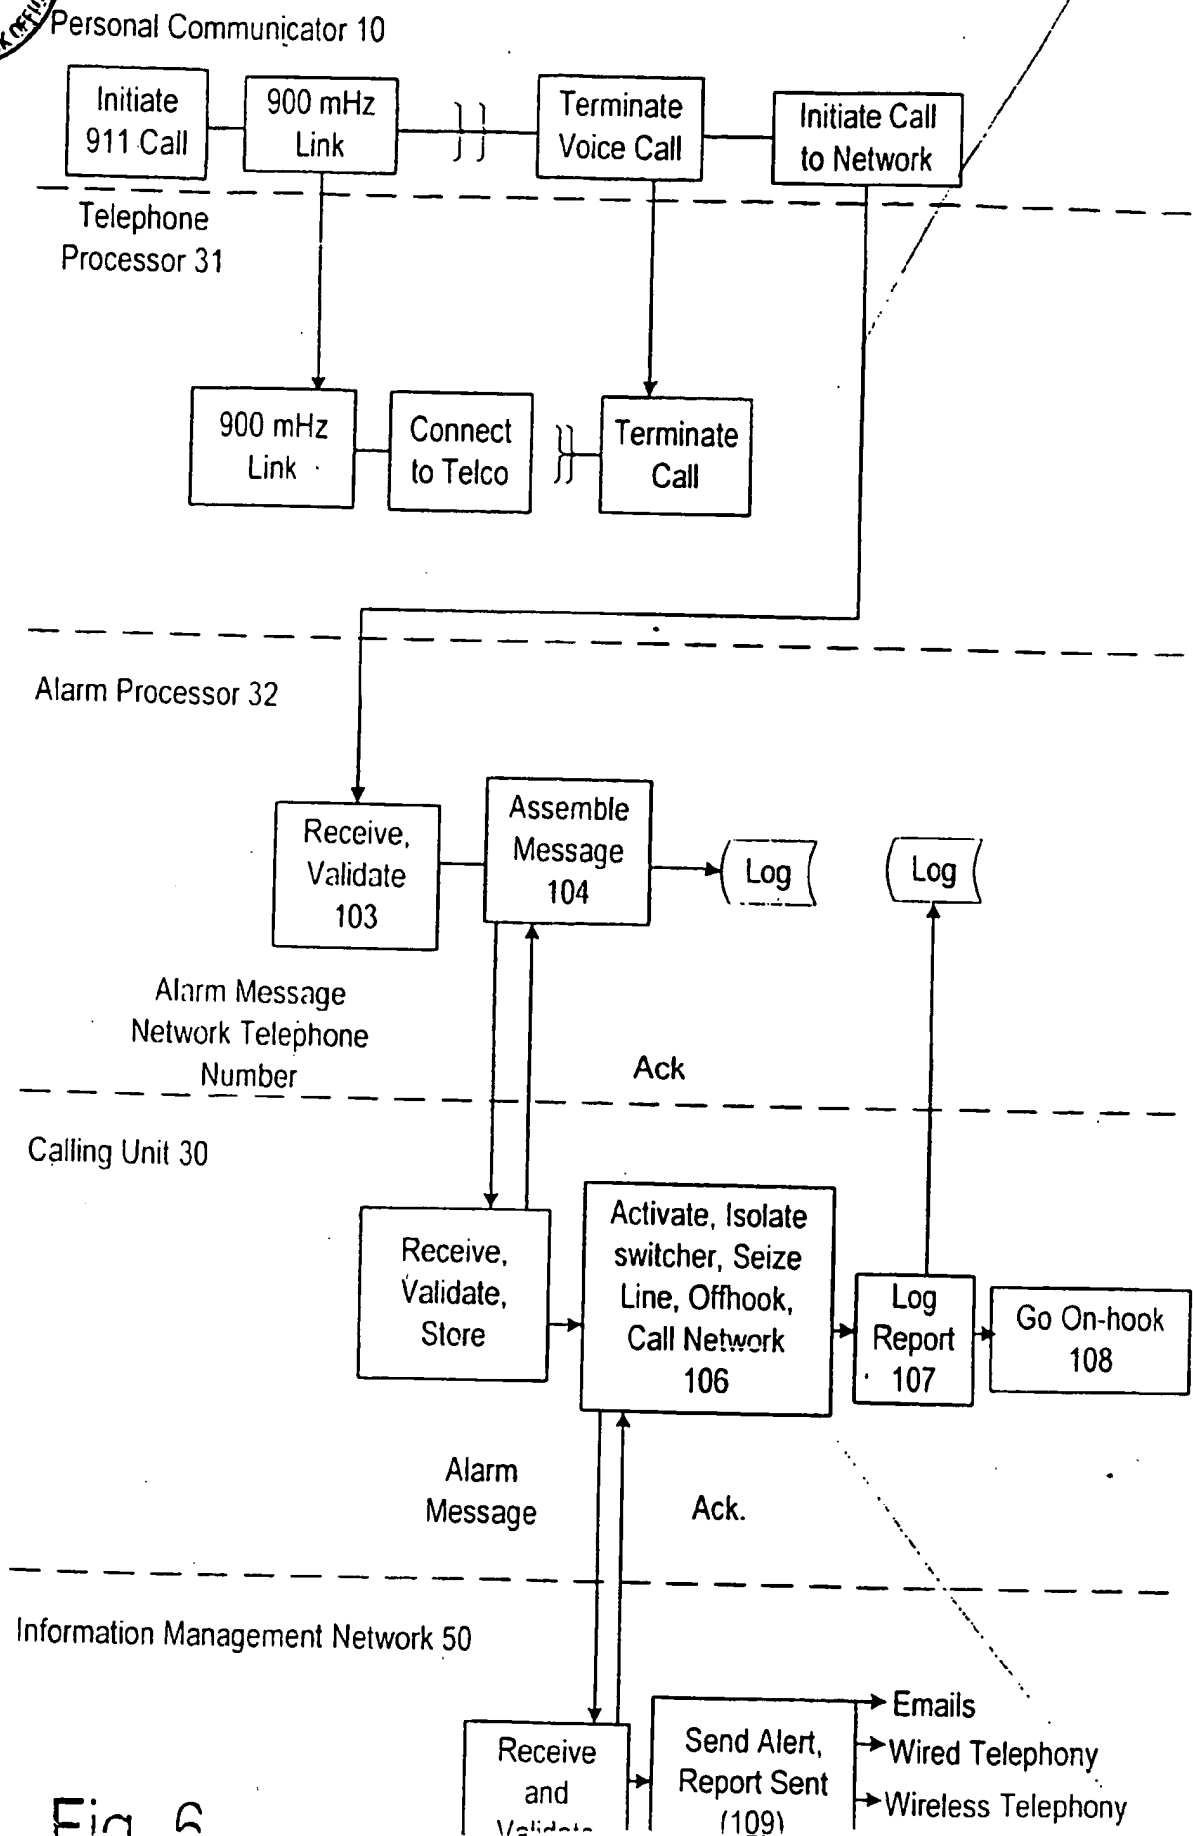 Personal Communicator 10
Initiate
911 Call
900 mHz
Link
Terminate
Voice Call
Initiate Call
to Network
Telephone
Processor 31
900 mHz
Link
Connect
to Telco
Terminate
Call
Alarm Processor 32
Receive,
Validate
103
Assemble
Message
104
Log
Log
Alarm Message
Network Telephone
Number
Ack
Calling Unit 30
Receive,
Validate,
Store
Activate, Isolate
switcher, Seize
Line, Offhook,
Call Network
106
Log
Report
107
Go On-hook
108
Alarm
Message
Ack.
Information Management Network 50
Receive
and
Validate
Send Alert,
Report Sent
(109)
Emails
Wired Telephony
Wireless Telephony
Fig. 6